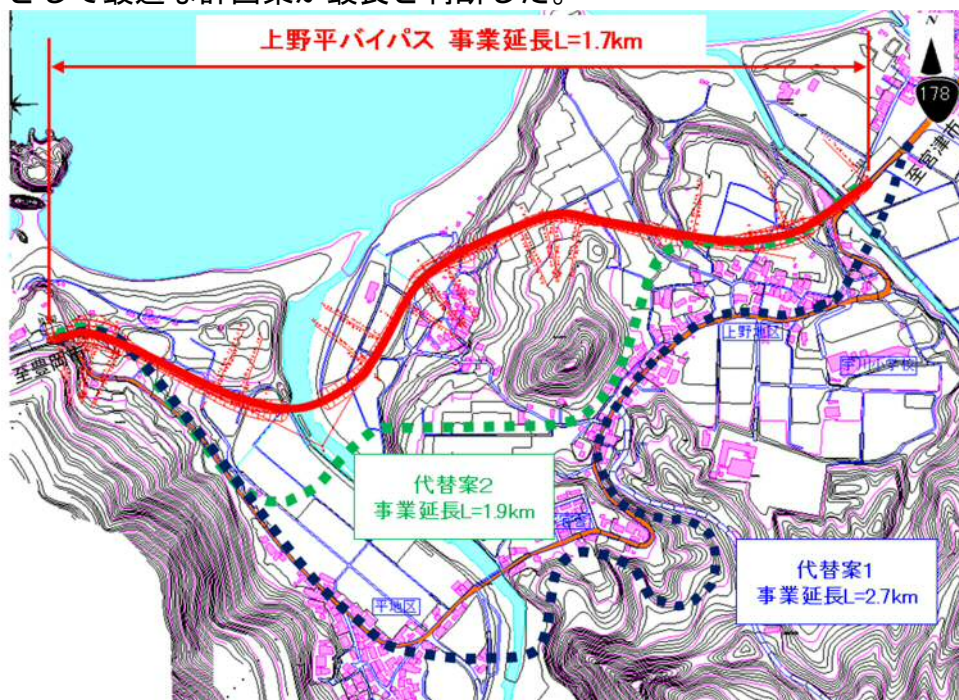 として最適な計画案が最良と判断した。
上野平バイパス 事業延長L=1.7km
N
178
至宮津市
至豊岡市
上野地区
宇川小学校
代替案2
事業延長L=1.9km
代替案1
事業延長L=2.7km
平地区